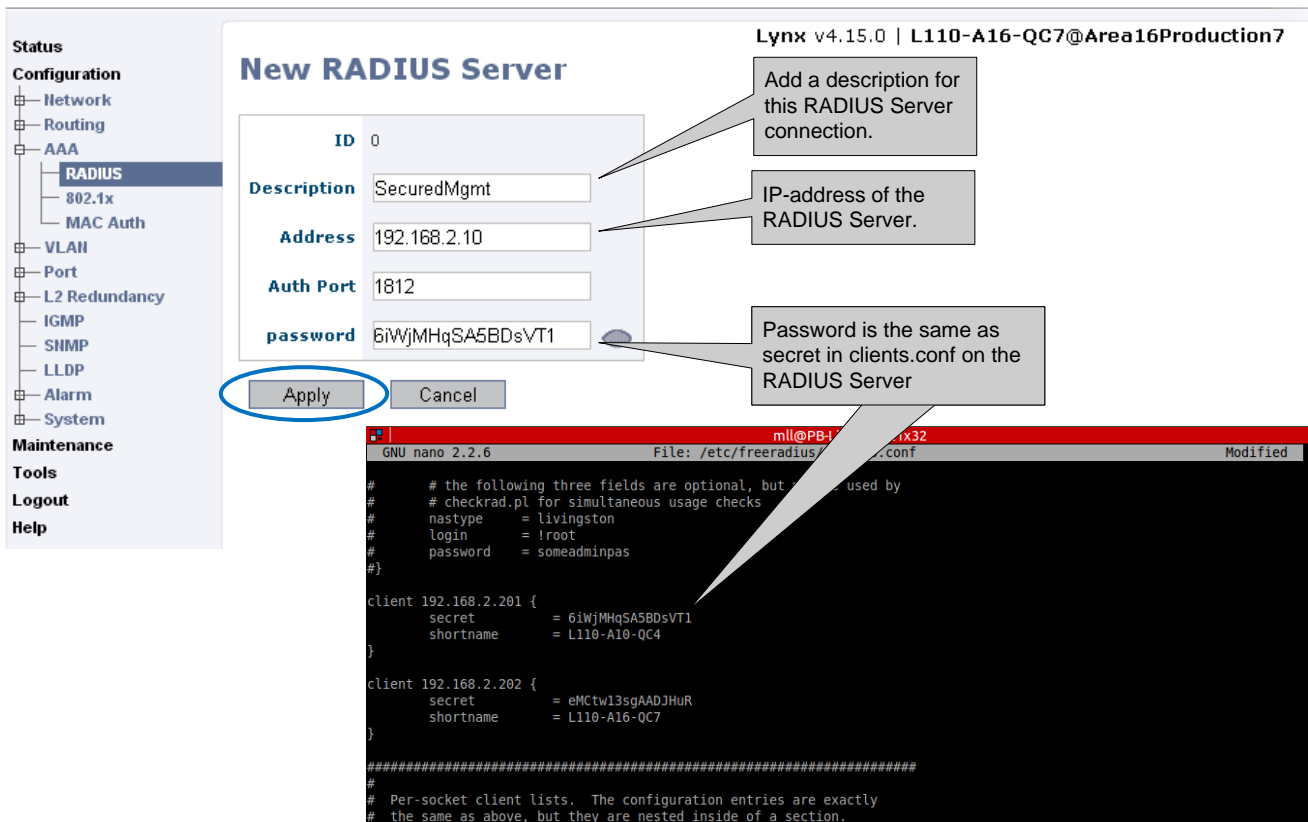 Lynx v4.15.0 | L110-A16-QC7@Area16Production7
Status
Configuration
Network
Routing
AAA
RADIUS
802.1x
MAC Auth
VLAN
Port
L2 Redundancy
IGMP
SNMP
LLDP
Alarm
System
Maintenance
Tools
Logout
Help
New RADIUS Server
ID 0
Description SecuredMgmt
Address 192.168.2.10
Auth Port 1812
password 6iWjMHqSA5BDsVT1
Apply Cancel
Add a description for
this RADIUS Server
connection.
IP-address of the
RADIUS Server.
Password is the same as
secret in clients.conf on the
RADIUS Server
GNU nano 2.2.6 File: /etc/freeradius/ .conf Modified
# # the following three fields are optional, but used by
# # checkrad.pl for simultaneous usage checks
# nastype = livingston
# login = !root
# password = someadminpas
#}
client 192.168.2.201 {
secret = 6iWjMHqSA5BDsVT1
shortname = L110-A10-QC4
}
client 192.168.2.202 {
secret = eMCtw13sgAADJHuR
shortname = L110-A16-QC7
}
######################################################################
#
# Per-socket client lists. The configuration entries are exactly
# the same as above, but they are nested inside of a section.